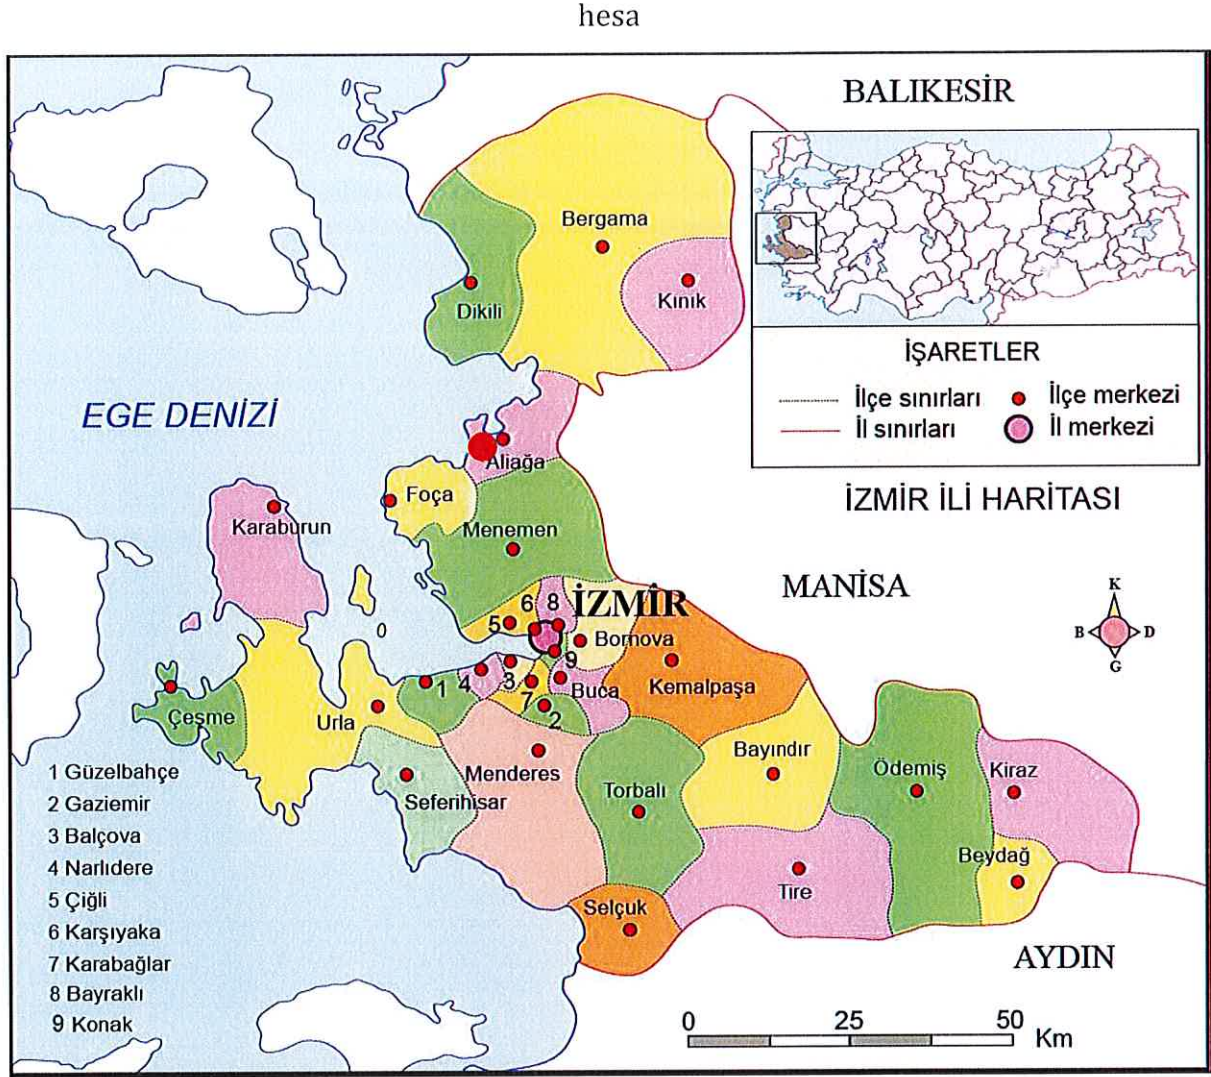 hesa
BALIKESİR
Bergama
Kınık
Dikili
İŞARETLER
İlçe sınırları
İlçe merkezi
İl sınırları
İl merkezi
EGE DENİZİ
Aliağa
Foça
Karaburun
Menemen
İZMİR İLİ HARİTASI
MANİSA
K
B
D
G
İZMİR
6
8
5
Bornova
9
3
4
1
7
2
Buca
Kemalpaşa
Çeşme
Urla
Menderes
Seferihisar
Torbalı
Bayındır
Ödemiş
Kiraz
Beydağ
Tire
Selçuk
1 Güzelbahçe
2 Gaziemir
3 Balçova
4 Narlıdere
5 Çiğli
6 Karşıyaka
7 Karabağlar
8 Bayraklı
9 Konak
AYDIN
0 25 50
Km